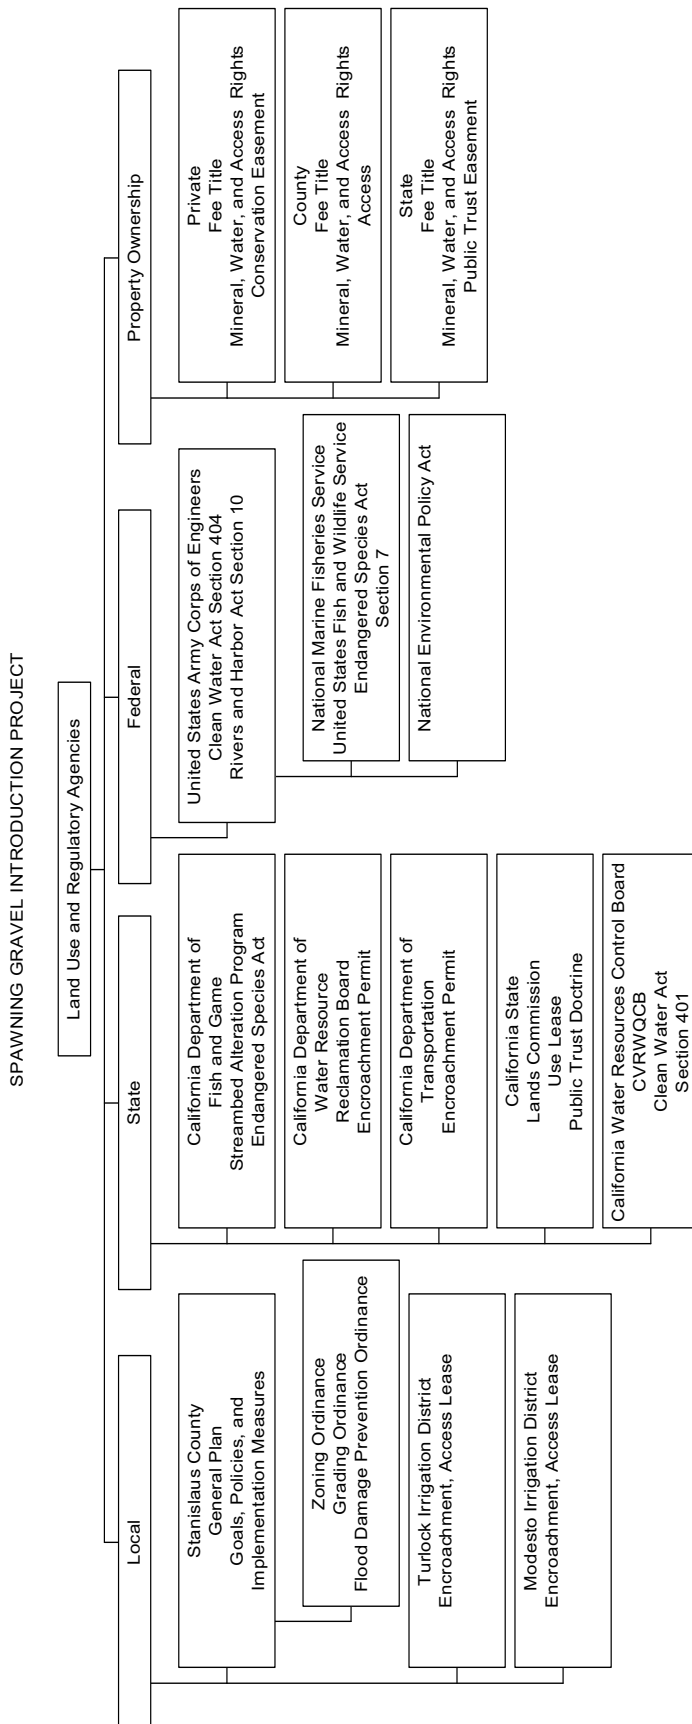 SPAWNING GRAVEL INTRODUCTION PROJECT
Land Use and Regulatory Agencies
Local
Stanislaus County
General Plan
Goals, Policies, and
Implementation Measures
Zoning Ordinance
Grading Ordinance
Flood Damage Prevention Ordinance
Turlock Irrigation District
Encroachment, Access Lease
Modesto Irrigation District
Encroachment, Access Lease
State
California Department of
Fish and Game
Streambed Alteration Program
Endangered Species Act
California Department of
Water Resource
Reclamation Board
Encroachment Permit
California Department of
Transportation
Encroachment Permit
California State
Lands Commission
Use Lease
Public Trust Doctrine
California Water Resources Control Board
CVRWQCB
Clean Water Act
Section 401
Federal
United States Army Corps of Engineers
Clean Water Act Section 404
Rivers and Harbor Act Section 10
National Marine Fisheries Service
United States Fish and Wildlife Service
Endangered Species Act
Section 7
National Environmental Policy Act
Property Ownership
Private
Fee Title
Mineral, Water, and Access Rights
Conservation Easement
County
Fee Title
Mineral, Water, and Access Rights
Access
State
Fee Title
Mineral, Water, and Access Rights
Public Trust Easement